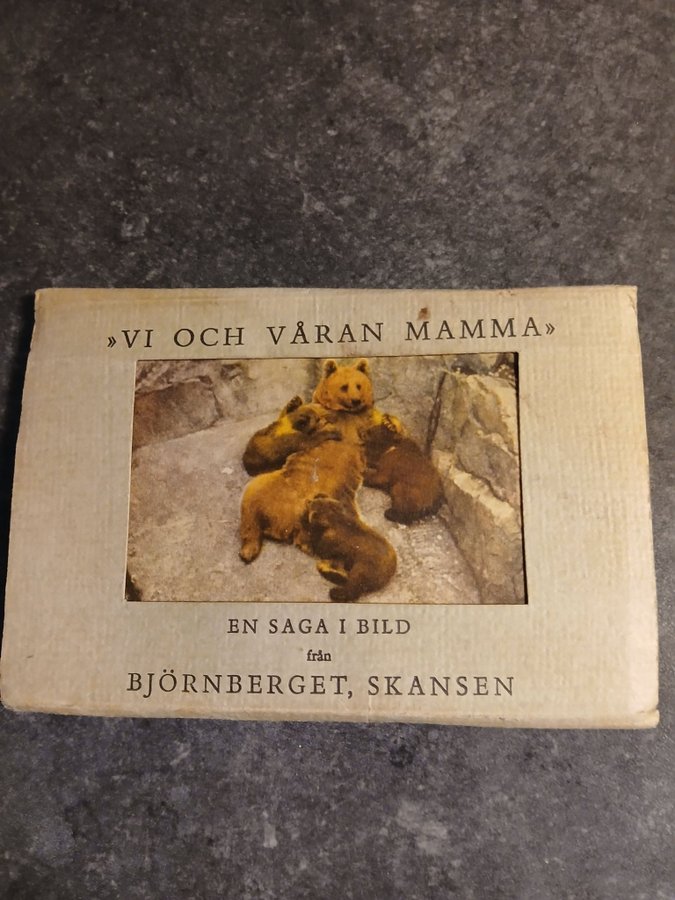 »VI OCH VÅRAN MAMMA»
EN SAGA I BILD
från
BJÖRNBERGET, SKANSEN